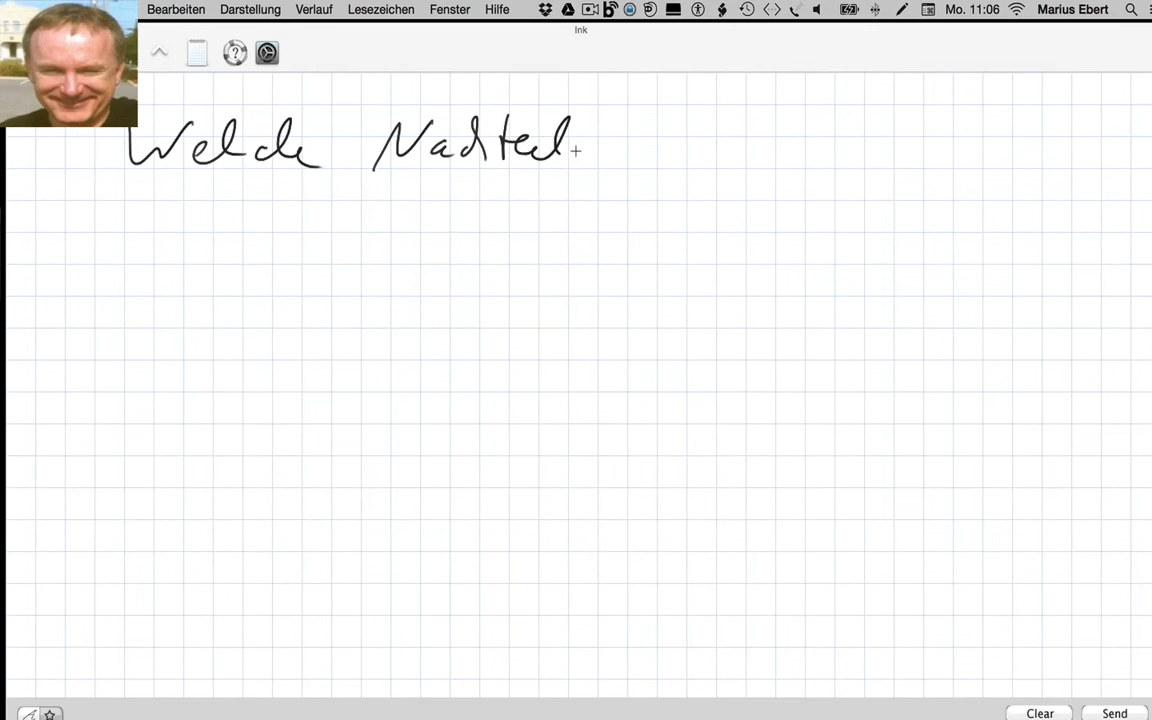 Bearbeiten Darstellung Verlauf Lesezeichen Fenster Hilfe Mo. 11:06 Marius Ebert
Ink
Welche Nachteil
Clear Send